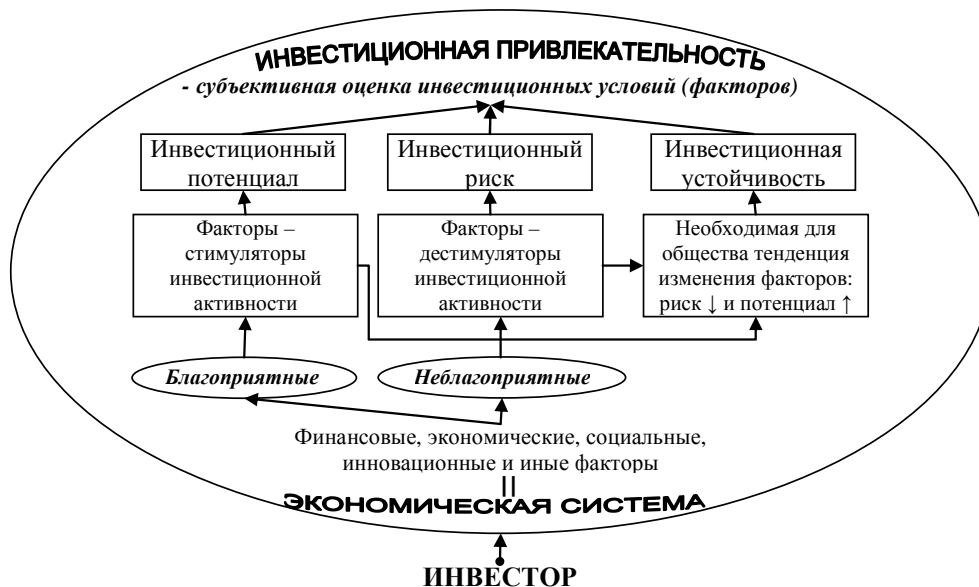 ИНВЕСТИЦИОННАЯ ПРИВЛЕКАТЕЛЬНОСТЬ
- субъективная оценка инвестиционных условий (факторов)
Инвестиционный
потенциал
Инвестиционный
риск
Инвестиционная
устойчивость
Факторы –
стимуляторы
инвестиционной
активности
Факторы –
дестимуляторы
инвестиционной
активности
Необходимая для
общества тенденция
изменения факторов:
риск ↓ и потенциал ↑
Благоприятные
Неблагоприятные
Финансовые, экономические, социальные,
инновационные и иные факторы
ЭКОНОМИЧЕСКАЯ СИСТЕМА
ИНВЕСТОР